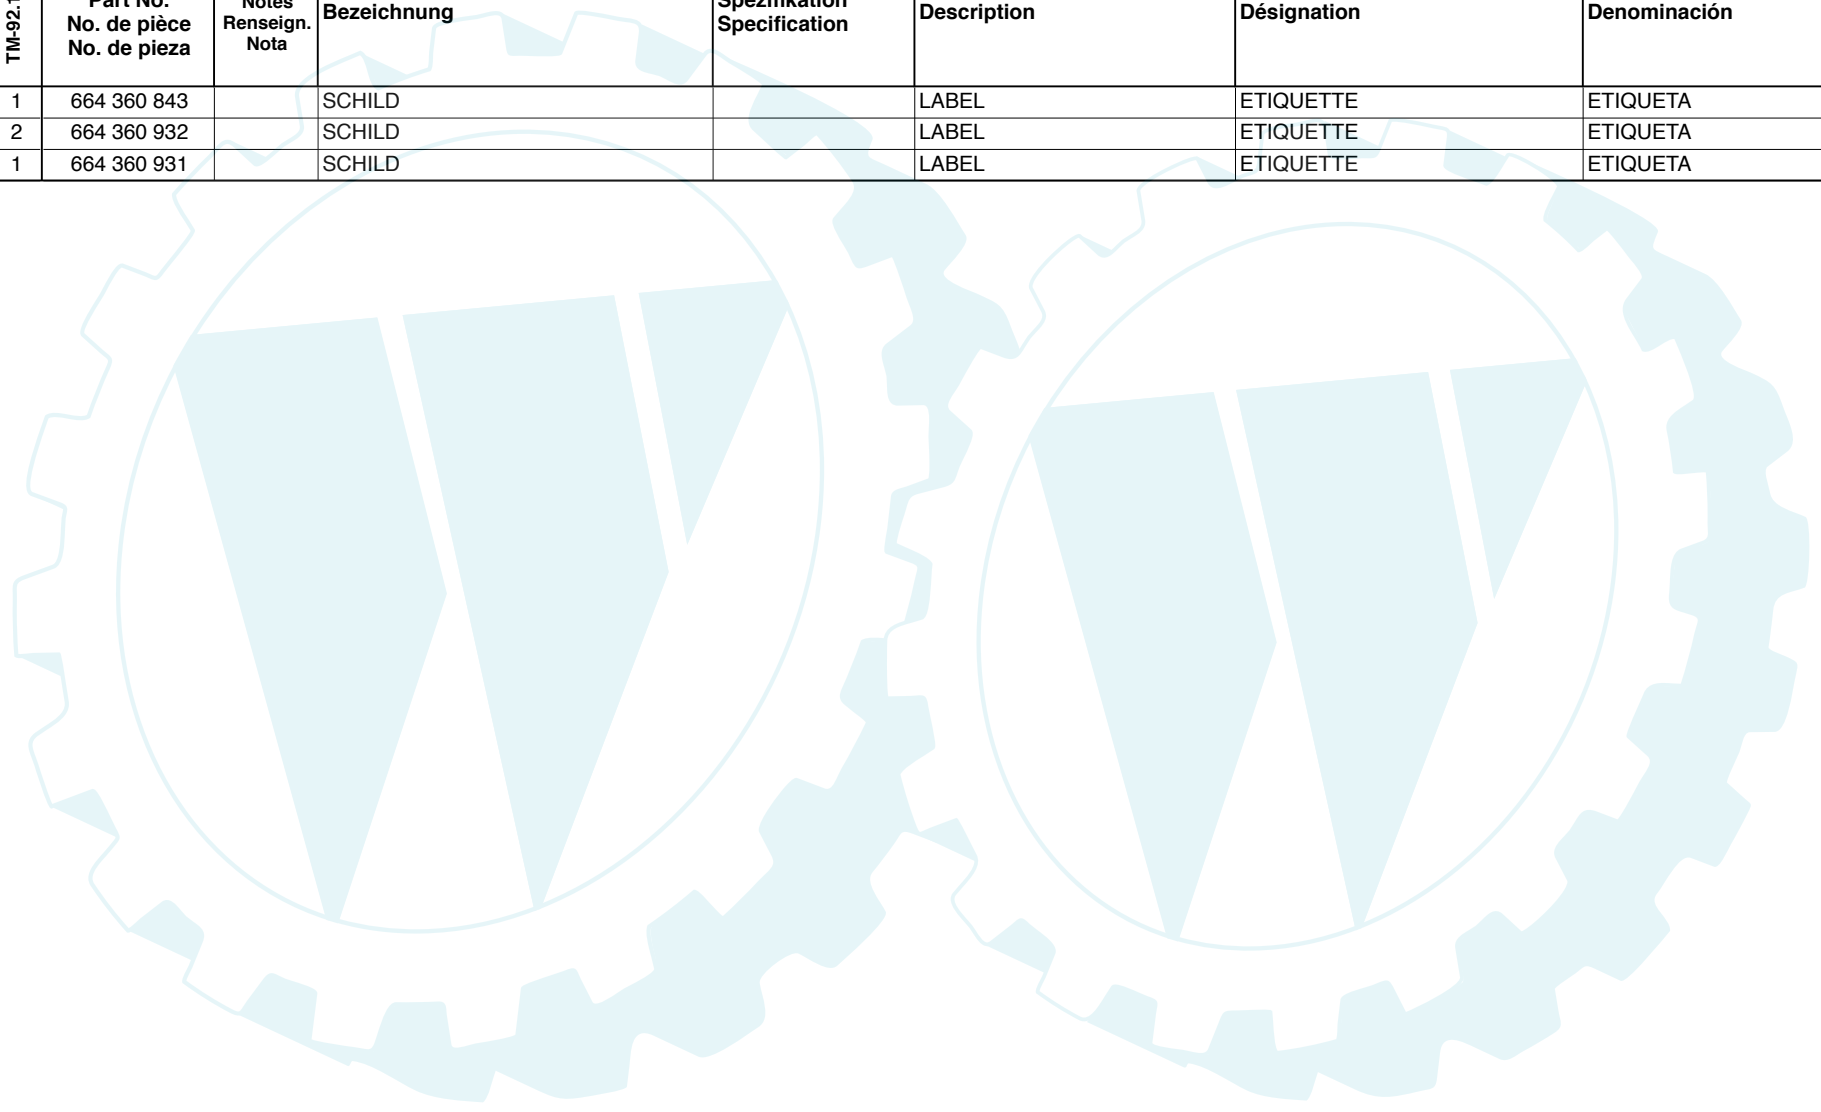 TM-92.1
Part No.
No. de pièce
No. de pieza
Notes
Renseign.
Nota
Bezeichnung
Spezifikation
Specification
Description
Désignation
Denominación
1 664 360 843 SCHILD LABEL ETIQUETTE ETIQUETA
2 664 360 932 SCHILD LABEL ETIQUETTE ETIQUETA
1 664 360 931 SCHILD LABEL ETIQUETTE ETIQUETA